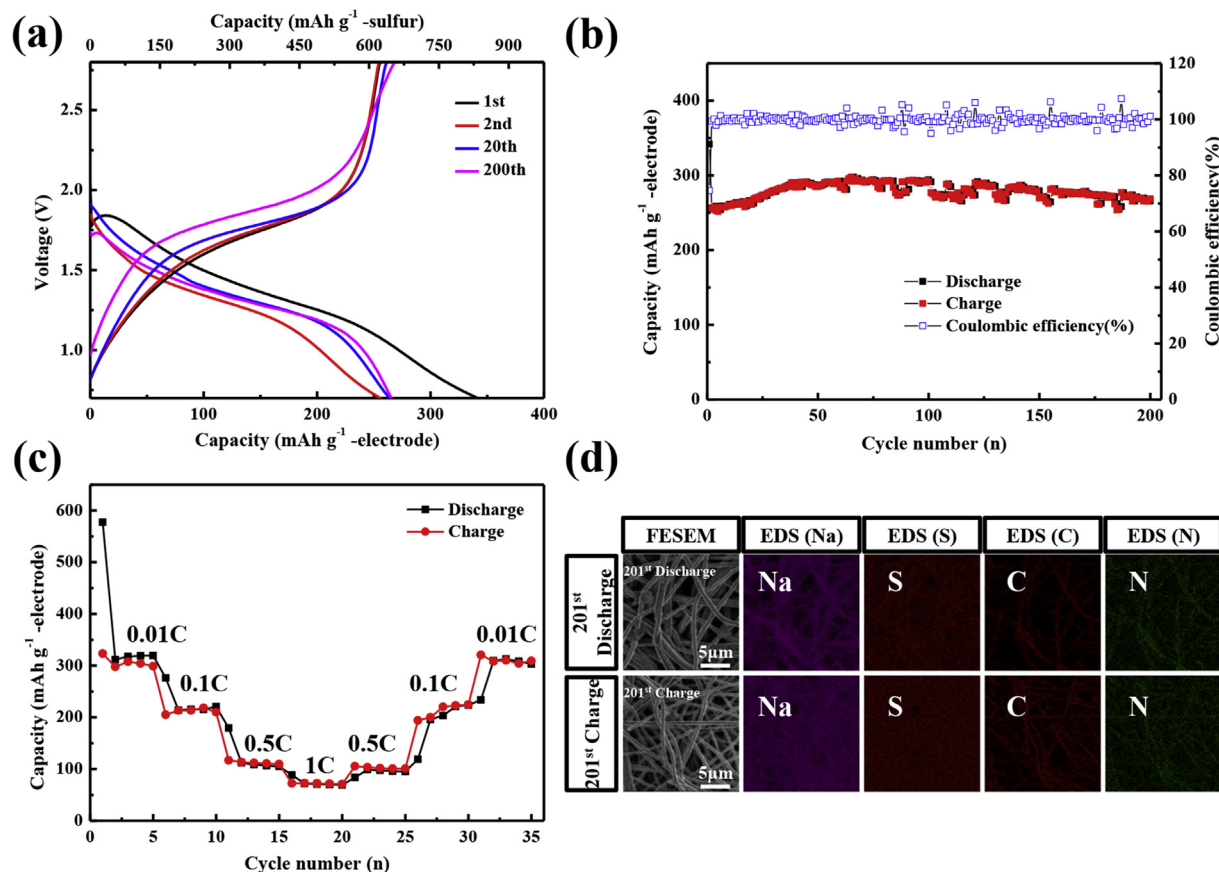 (a)
Capacity (mAh g⁻¹ -sulfur)
0 150 300 450 600 750 900
2.5
2.0
1.5
1.0
Voltage (V)
1st
2nd
20th
200th
0 100 200 300 400
Capacity (mAh g⁻¹ -electrode)
(b)
400
300
200
100
0
Capacity (mAh g⁻¹ -electrode)
120
100
80
60
40
20
0
Coulombic efficiency(%)
Discharge
Charge
Coulombic efficiency(%)
0 50 100 150 200
Cycle number (n)
(c)
600
500
400
300
200
100
0
Capacity (mAh g⁻¹ -electrode)
Discharge
Charge
0.01C
0.1C
0.5C
1C
0.5C
0.1C
0.01C
0 5 10 15 20 25 30 35
Cycle number (n)
(d)
FESEM EDS (Na) EDS (S) EDS (C) EDS (N)
201ˢᵗ
Discharge
201ˢᵗ Discharge
5μm
Na S C N
201ˢᵗ Charge
201ˢᵗ Charge
5μm
Na S C N